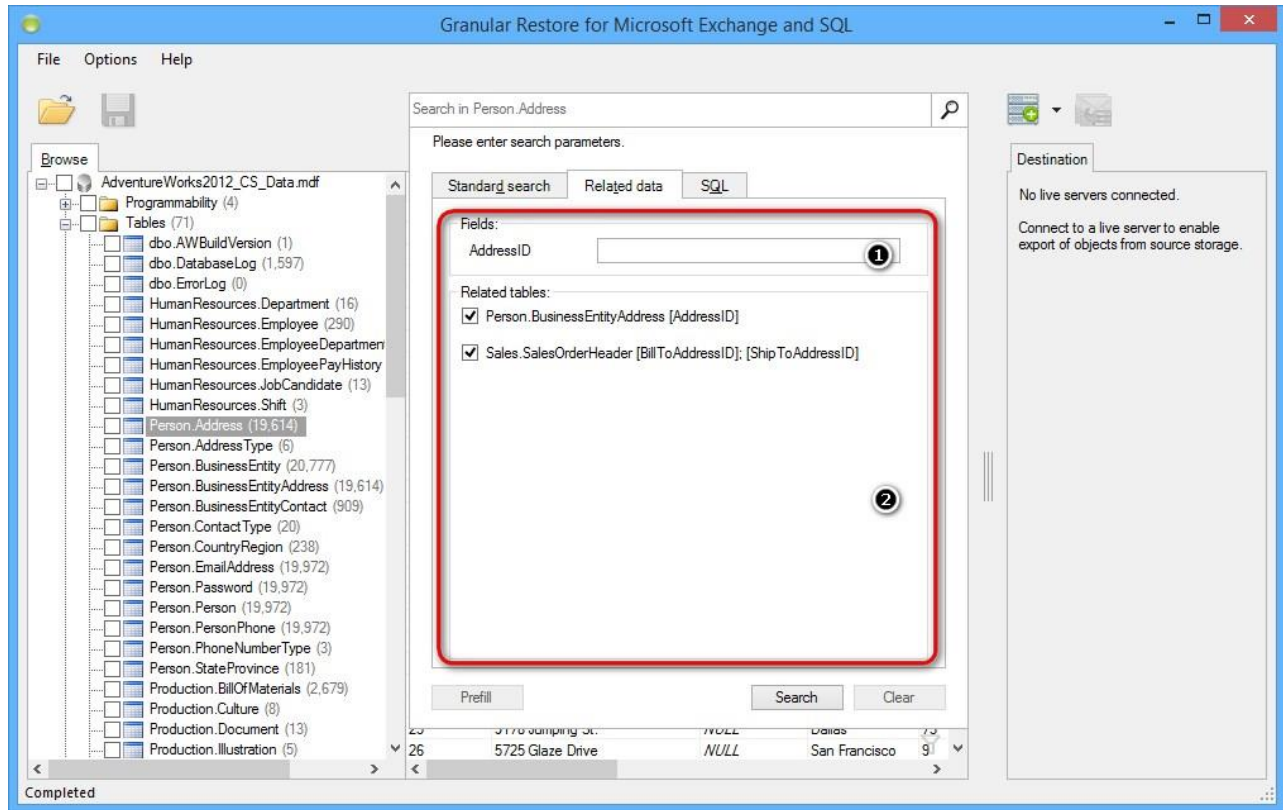 Granular Restore for Microsoft Exchange and SQL
File Options Help
Search in Person.Address
Please enter search parameters.
Browse
AdventureWorks2012_CS_Data.mdf
Programmability (4)
Tables (71)
dbo.AWBuildVersion (1)
dbo.DatabaseLog (1,597)
dbo.ErrorLog (0)
HumanResources.Department (16)
HumanResources.Employee (290)
HumanResources.EmployeeDepartmen
HumanResources.EmployeePayHistory
HumanResources.JobCandidate (13)
HumanResources.Shift (3)
Person.Address (19,614)
Person.AddressType (6)
Person.BusinessEntity (20,777)
Person.BusinessEntityAddress (19,614)
Person.BusinessEntityContact (909)
Person.ContactType (20)
Person.CountryRegion (238)
Person.EmailAddress (19,972)
Person.Password (19,972)
Person.Person (19,972)
Person.PersonPhone (19,972)
Person.PhoneNumberType (3)
Person.StateProvince (181)
Production.BillOfMaterials (2,679)
Production.Culture (8)
Production.Document (13)
Production.Illustration (5)
Standard search Related data SQL
Fields:
AddressID 1
Related tables:
Person.BusinessEntityAddress [AddressID]
Sales.SalesOrderHeader [BillToAddressID]; [ShipToAddressID]
2
Prefill Search Clear
26 5725 Glaze Drive NULL San Francisco 9
Destination
No live servers connected.
Connect to a live server to enable
export of objects from source storage.
Completed